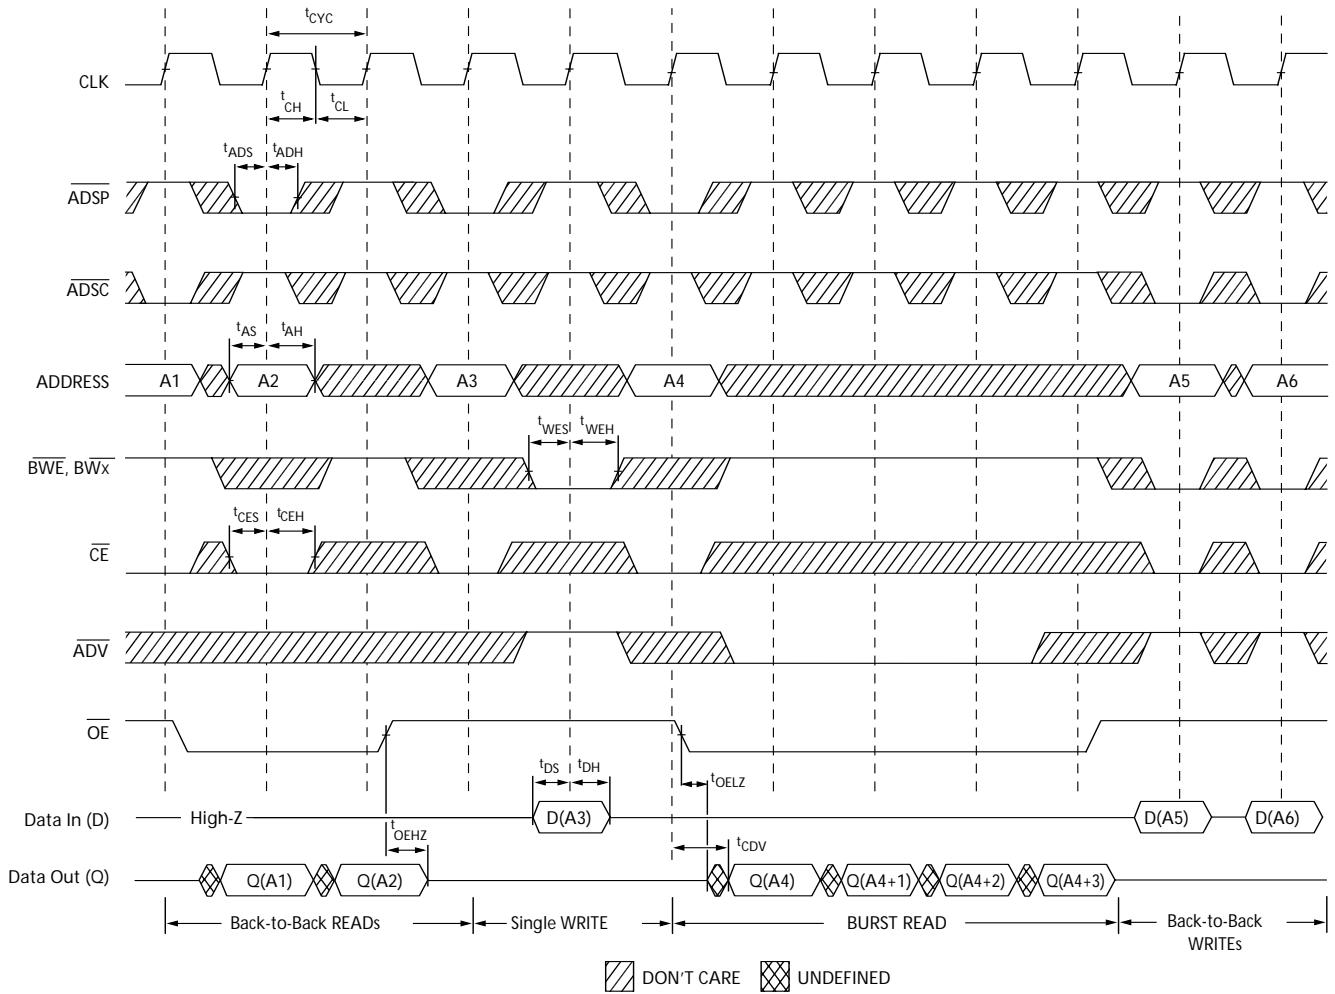 tCYC
CLK
tCH
tCL
tADS
tADH
ADSP
ADSC
tAS
tAH
ADDRESS
A1
A2
A3
A4
A5
A6
tWES
tWEH
BWE, BWx
tCES
tCEH
CE
ADV
OE
tDS
tDH
tOELZ
Data In (D)
High-Z
D(A3)
D(A5)
D(A6)
tOEHZ
tCDV
Data Out (Q)
Q(A1)
Q(A2)
Q(A4)
Q(A4+1)
Q(A4+2)
Q(A4+3)
Back-to-Back READs
Single WRITE
BURST READ
Back-to-Back
WRITEs
DON'T CARE
UNDEFINED